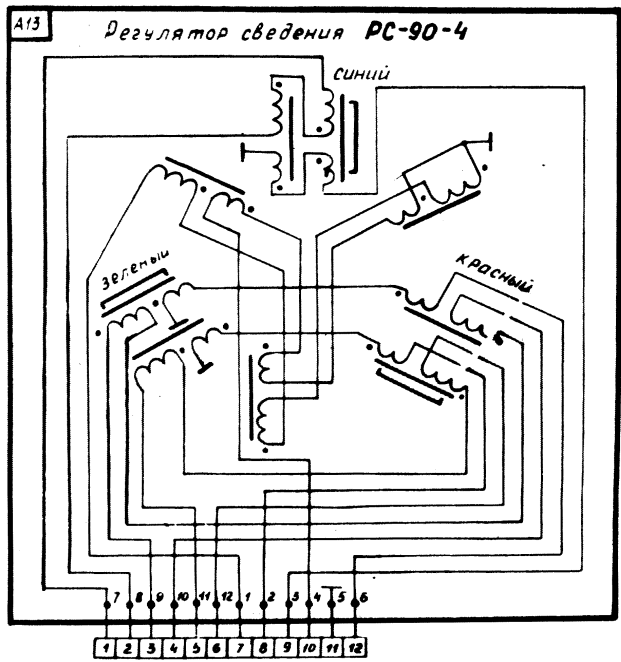 А13
Регулятор сведения РС-90-4
синий
зеленый
красный
7 8 9 10 11 12 1 2 3 4 5 6
1 2 3 4 5 6 7 8 9 10 11 12